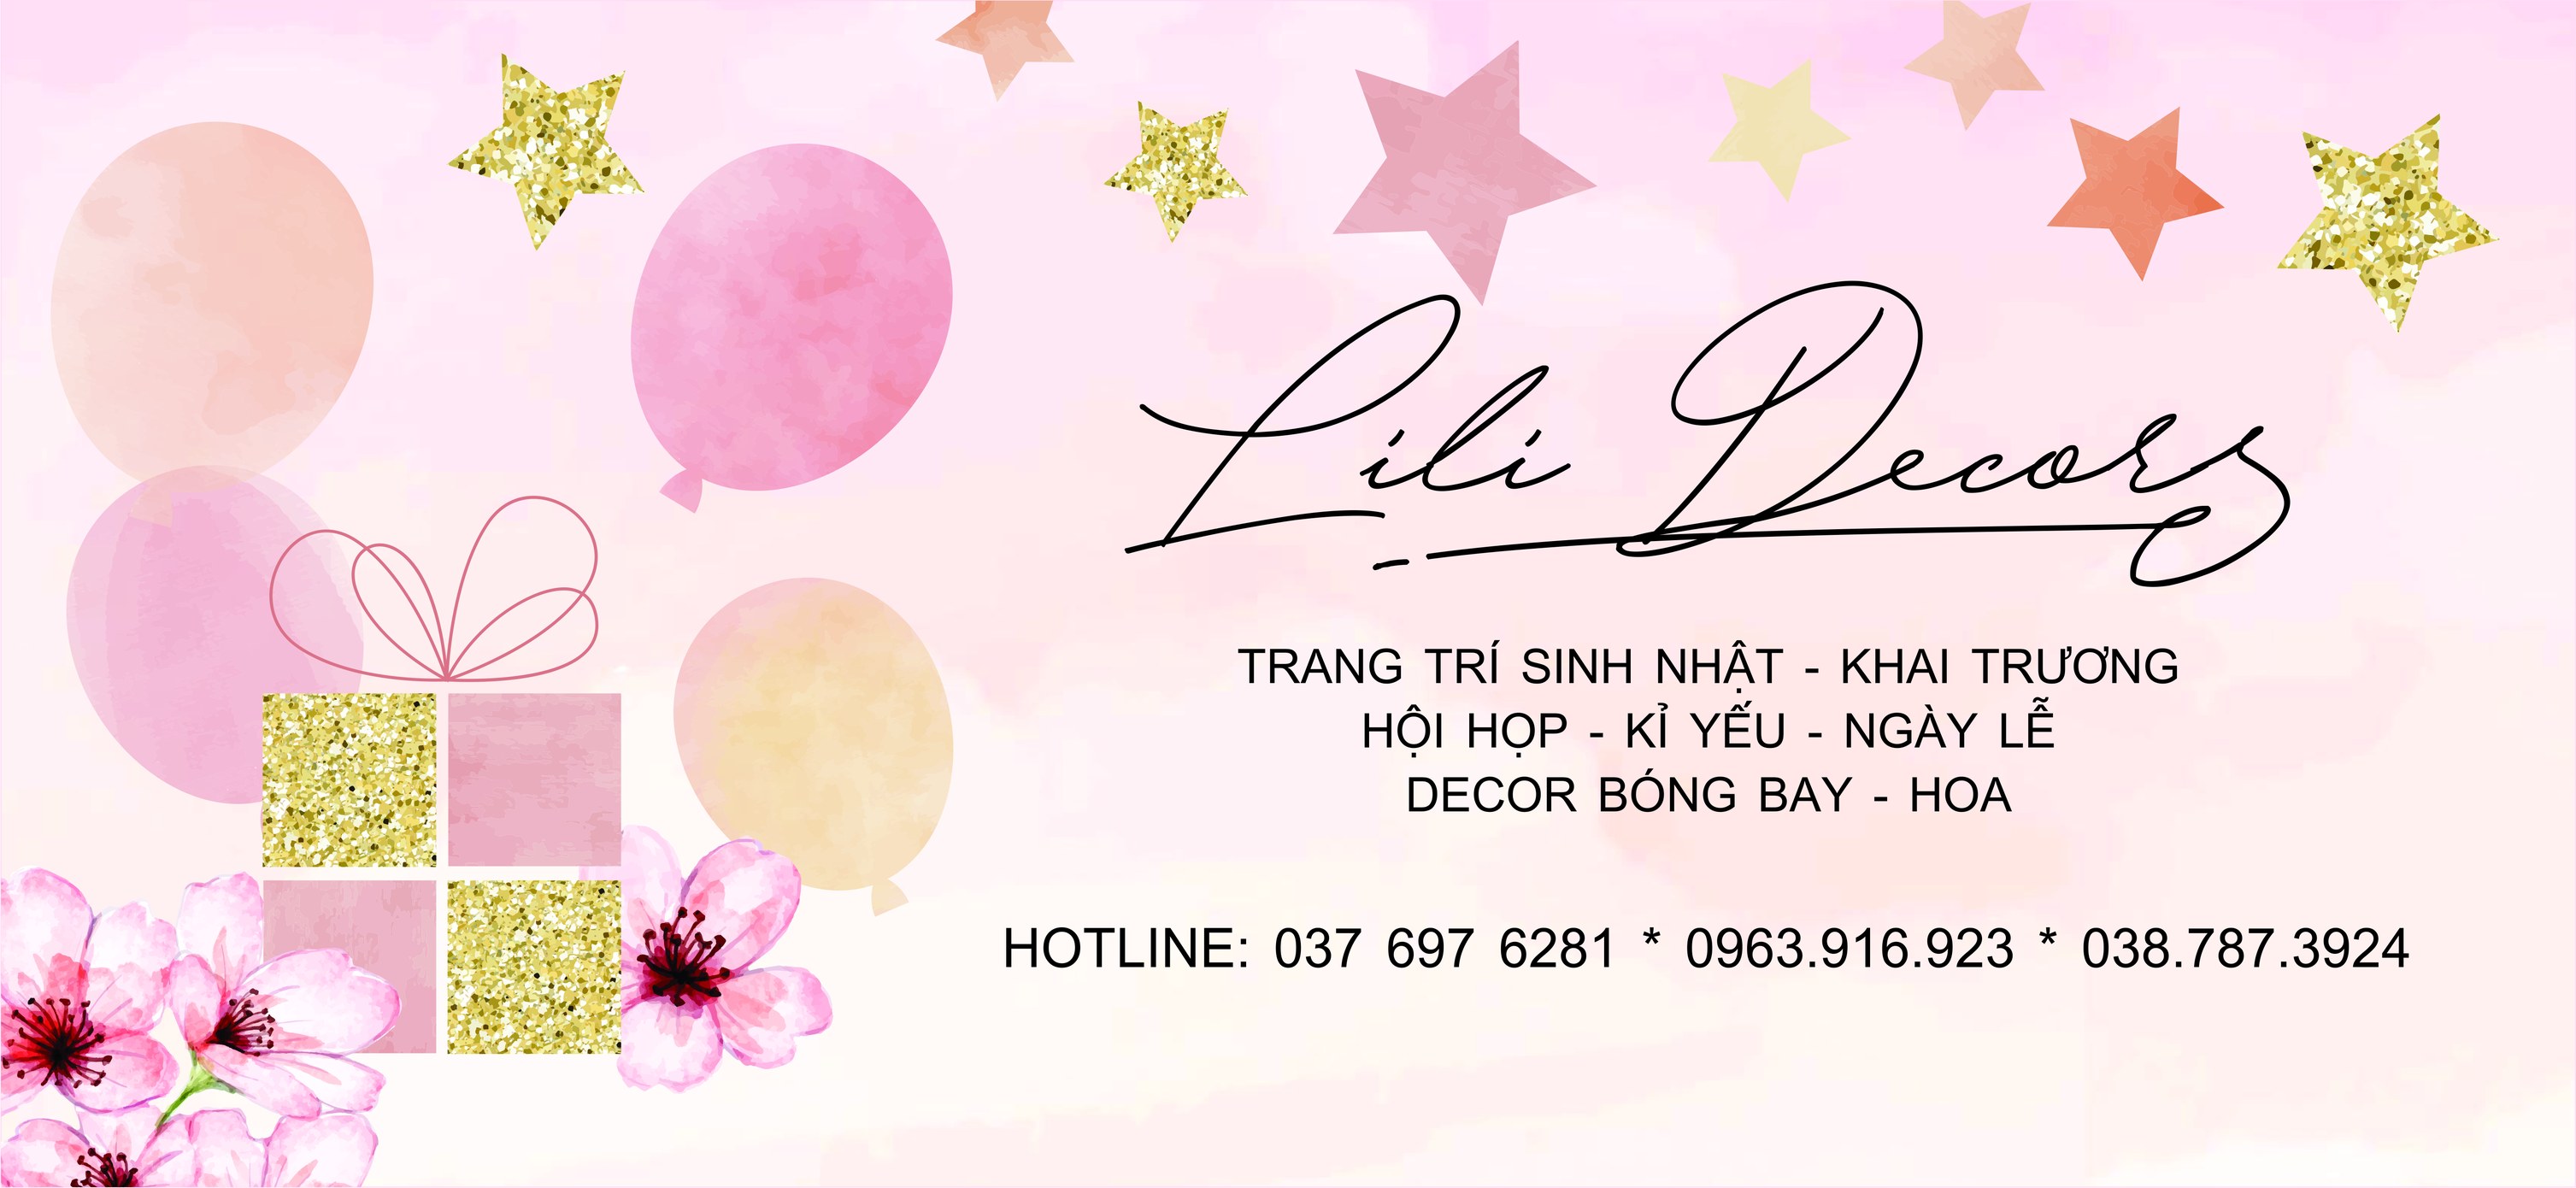 Lili Decors
TRANG TRÍ SINH NHẬT - KHAI TRƯƠNG
HỘI HỌP - KỈ YẾU - NGÀY LỄ
DECOR BÓNG BAY - HOA
HOTLINE: 037 697 6281 * 0963.916.923 * 038.787.3924